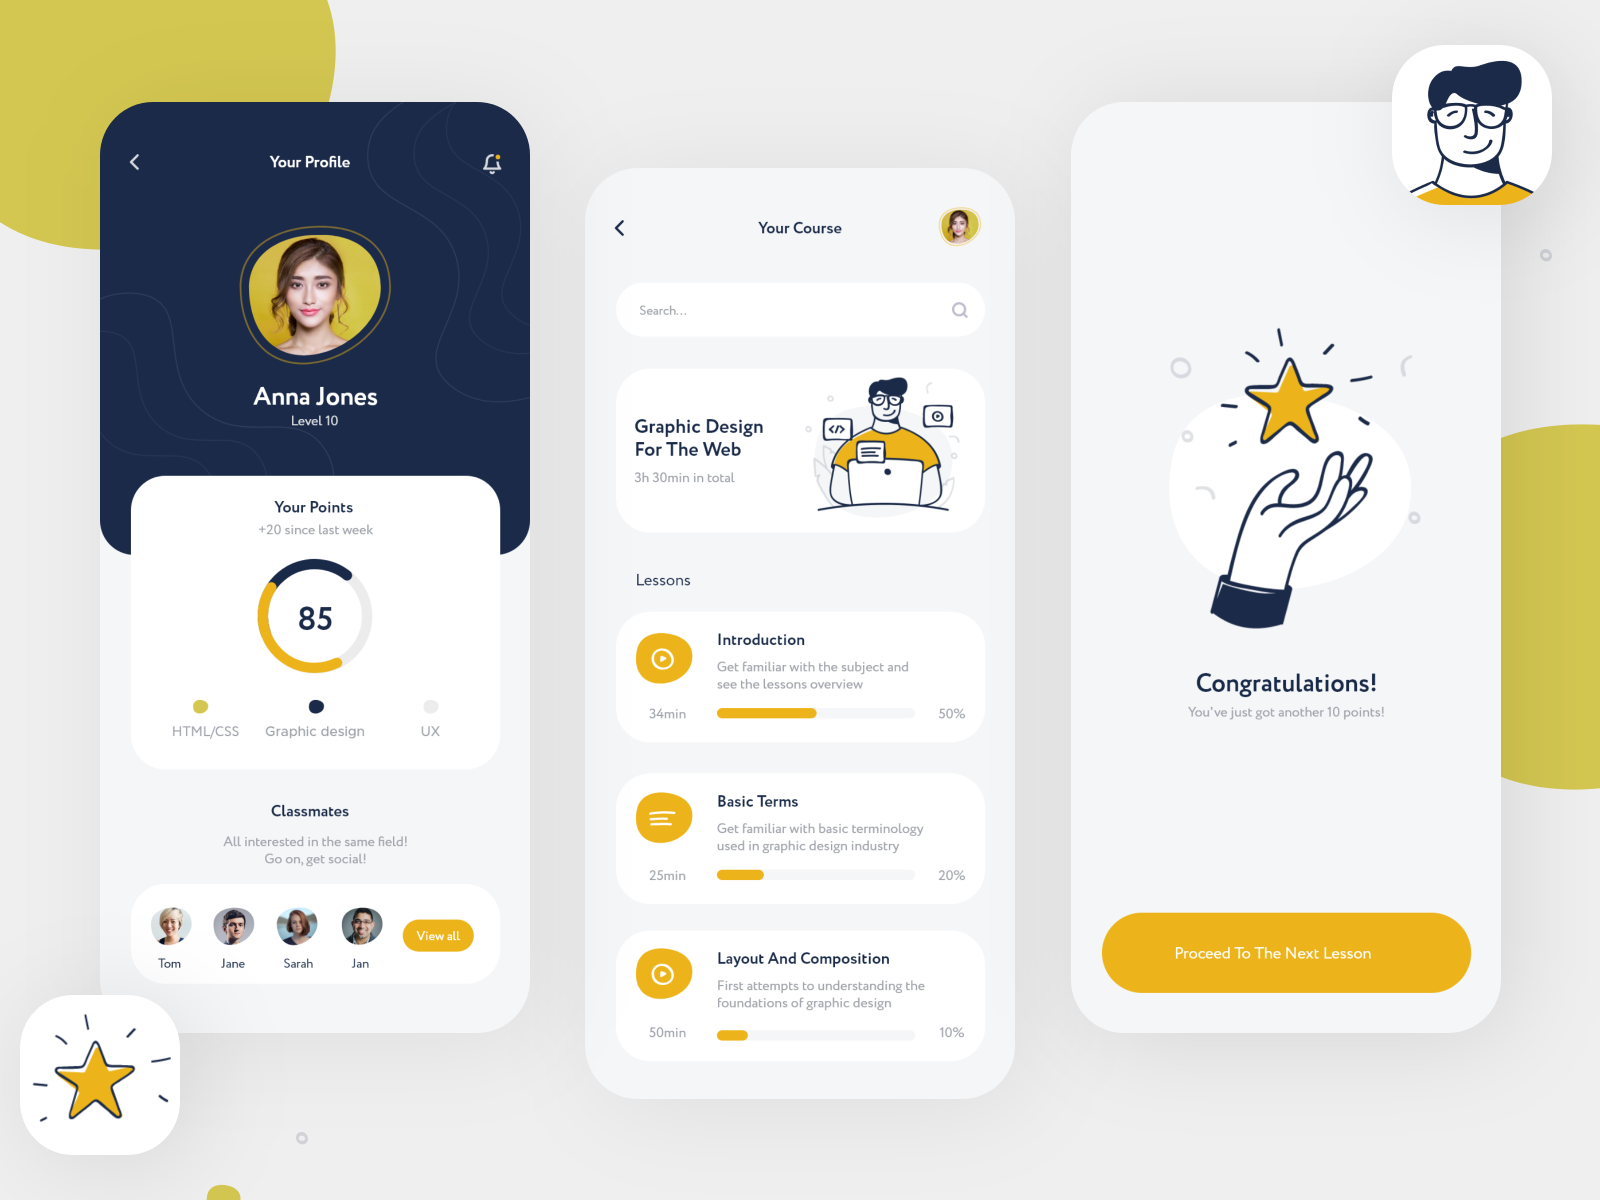 Your Profile
Anna Jones
Level 10
Your Points
+20 since last week
85
HTML/CSS
Graphic design
UX
Classmates
All interested in the same field!
Go on, get social!
Tom
Jane
Sarah
Jan
View all
Your Course
Search...
Graphic Design
For The Web
3h 30min in total
</>
Lessons
Introduction
Get familiar with the subject and
see the lessons overview
34min
50%
Basic Terms
Get familiar with basic terminology
used in graphic design industry
25min
20%
Layout And Composition
First attempts to understanding the
foundations of graphic design
50min
10%
Congratulations!
You've just got another 10 points!
Proceed To The Next Lesson